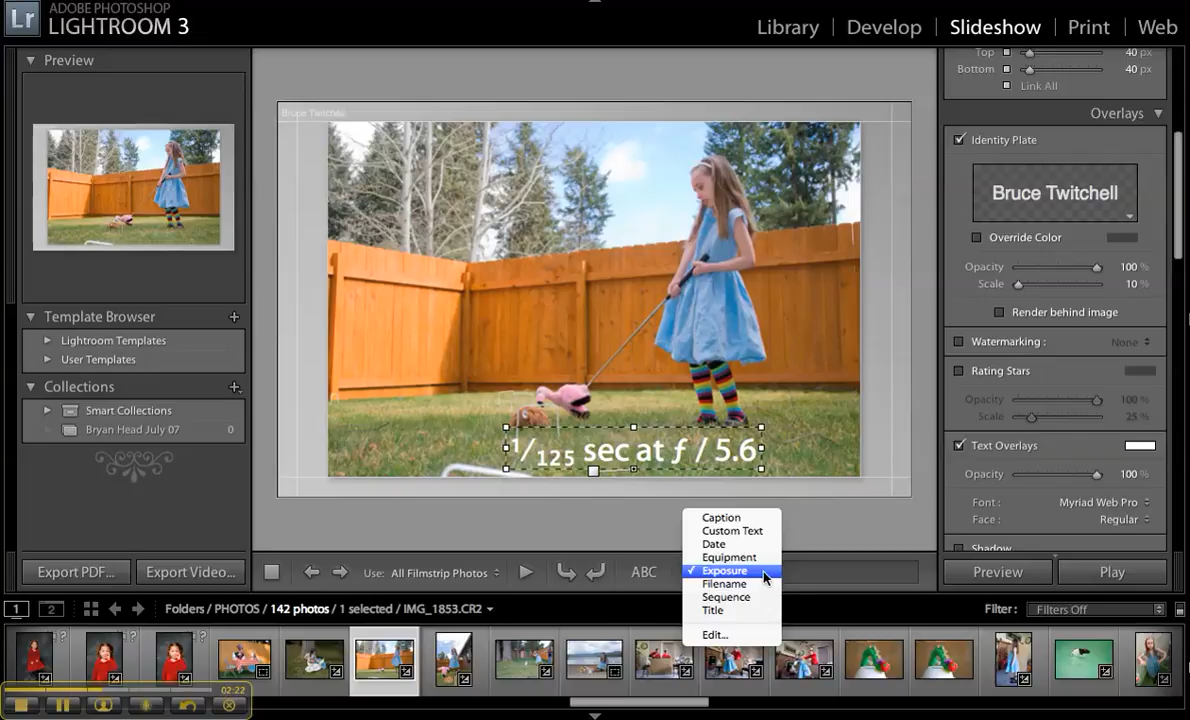 Lr
ADOBE PHOTOSHOP
LIGHTROOM 3
Library | Develop | Slideshow | Print | Web
Preview
Template Browser +
Lightroom Templates
User Templates
Collections +
Smart Collections
Bryan Head July 07 0
Export PDF...
Export Video...
Bruce Twitchell
1/125 sec at ƒ / 5.6
Caption
Custom Text
Date
Equipment
✓ Exposure
Filename
Sequence
Title
Edit...
Use: All Filmstrip Photos
ABC
Top 40 px
Bottom 40 px
Link All
Overlays
Identity Plate
Bruce Twitchell
Override Color
Opacity 100 %
Scale 10 %
Render behind image
Watermarking : None
Rating Stars
Opacity 100 %
Scale 25 %
Text Overlays
Opacity 100 %
Font : Myriad Web Pro
Face : Regular
Shadow
Preview
Play
1 2
Folders / PHOTOS / 142 photos / 1 selected / IMG_1853.CR2
Filter : Filters Off
? ? ?
02:22